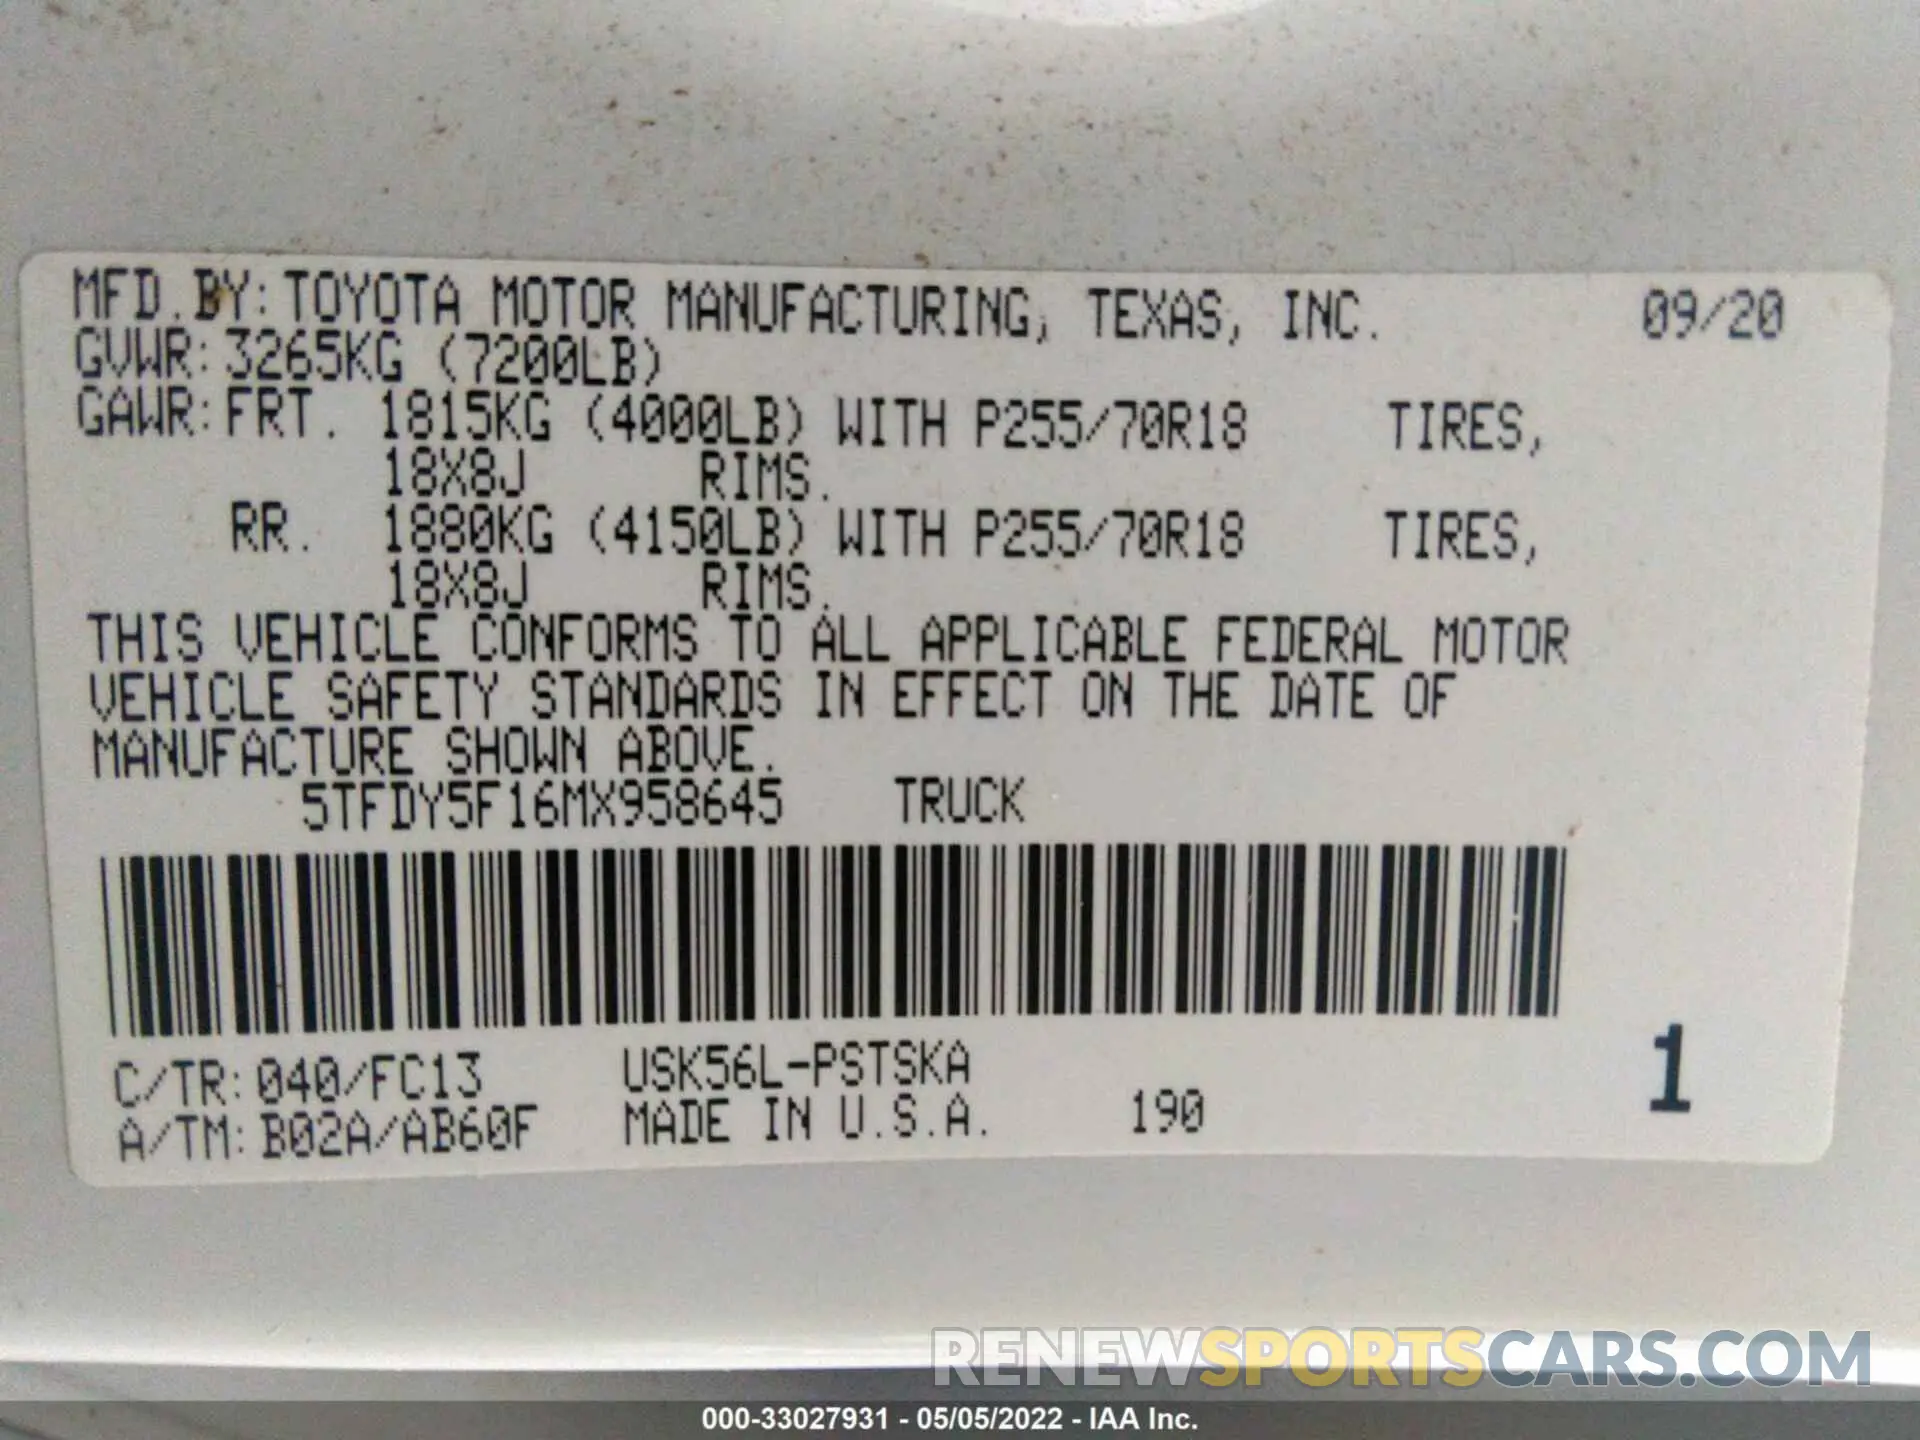 MFD.BY:TOYOTA MOTOR MANUFACTURING, TEXAS, INC. 09/20
GVWR:3265KG (7200LB)
GAWR:FRT. 1815KG (4000LB) WITH P255/70R18 TIRES,
18X8J RIMS.
RR. 1880KG (4150LB) WITH P255/70R18 TIRES,
18X8J RIMS.
THIS VEHICLE CONFORMS TO ALL APPLICABLE FEDERAL MOTOR
VEHICLE SAFETY STANDARDS IN EFFECT ON THE DATE OF
MANUFACTURE SHOWN ABOVE.
5TFDY5F16MX958645 TRUCK
C/TR:040/FC13 USK56L-PSTSKA
A/TM:B02A/AB60F MADE IN U.S.A. 190
1
RENEWSPORTSCARS.COM
000-33027931 - 05/05/2022 - IAA Inc.